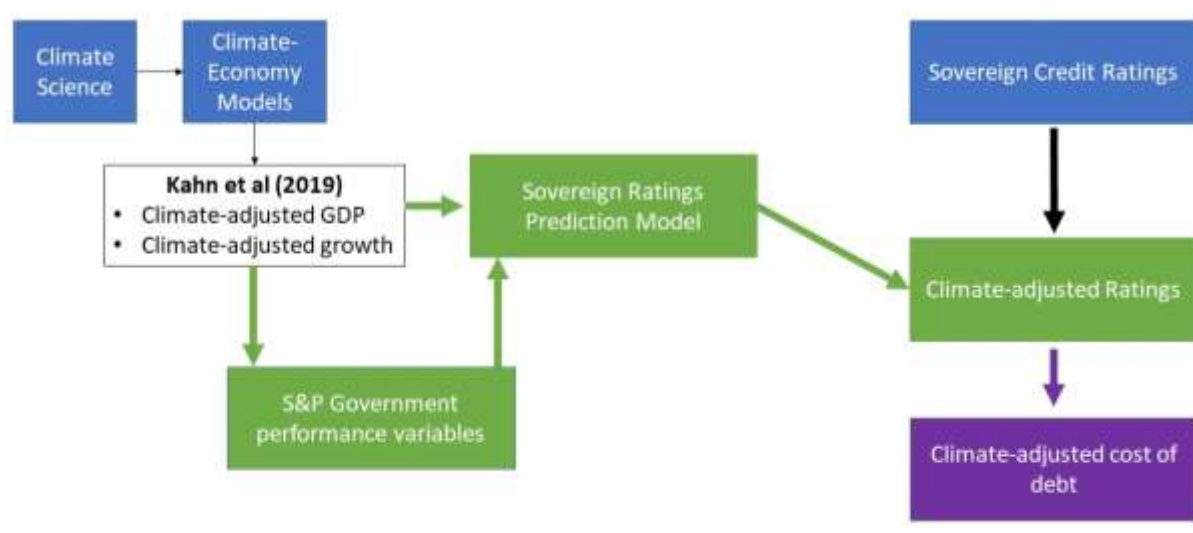 Climate
Science
Climate-
Economy
Models
Sovereign Credit Ratings
Kahn et al (2019)
• Climate-adjusted GDP
• Climate-adjusted growth
Sovereign Ratings
Prediction Model
Climate-adjusted Ratings
S&P Government
performance variables
Climate-adjusted cost of
debt